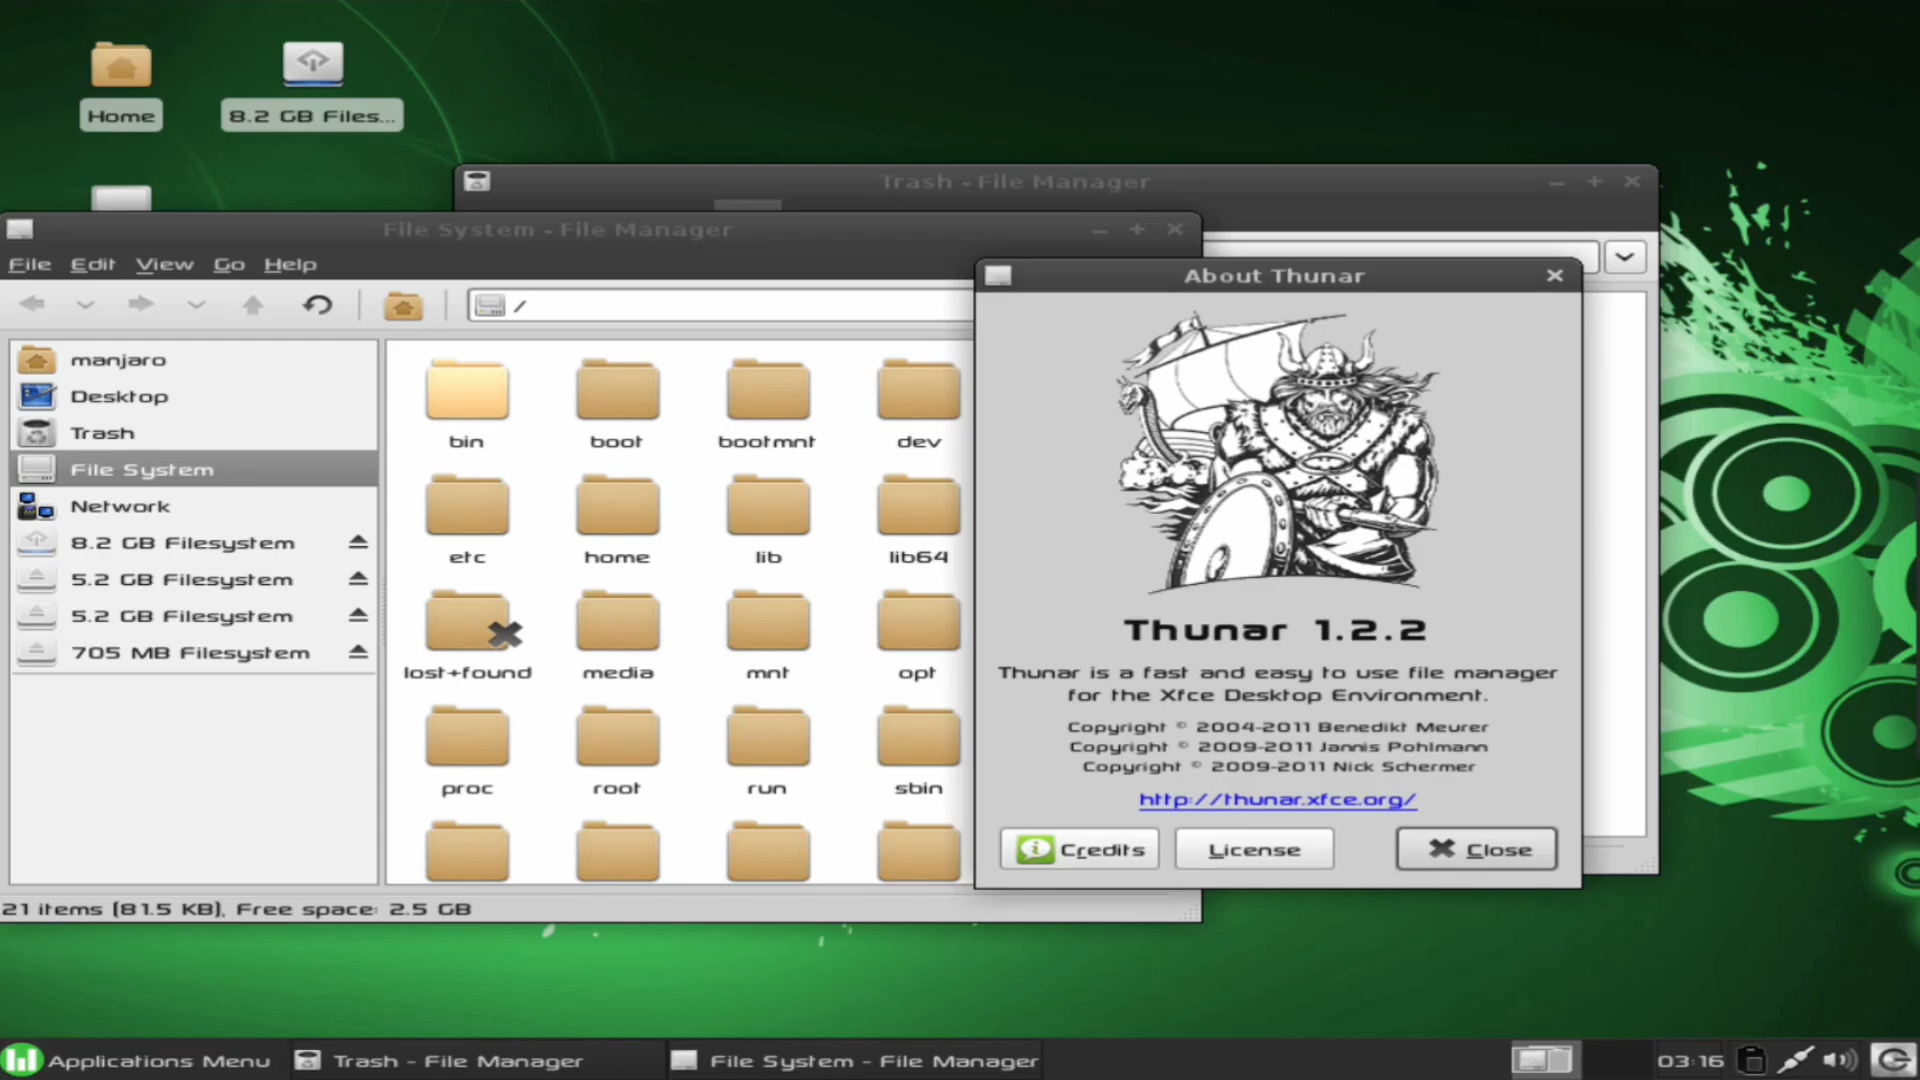 Home
8.2 GB Files...
Trash - File Manager
File System - File Manager
File Edit View Go Help
/
manjaro
Desktop
Trash
File System
Network
8.2 GB Filesystem
5.2 GB Filesystem
5.2 GB Filesystem
705 MB Filesystem
bin boot bootmnt dev
etc home lib lib64
lost+found media mnt opt
proc root run sbin
21 items (81.5 KB), Free space: 2.5 GB
About Thunar
Thunar 1.2.2
Thunar is a fast and easy to use file manager
for the Xfce Desktop Environment.
Copyright © 2004-2011 Benedikt Meurer
Copyright © 2009-2011 Jannis Pohlmann
Copyright © 2009-2011 Nick Schermer
http://thunar.xfce.org/
Credits License Close
Applications Menu Trash - File Manager File System - File Manager 03:16